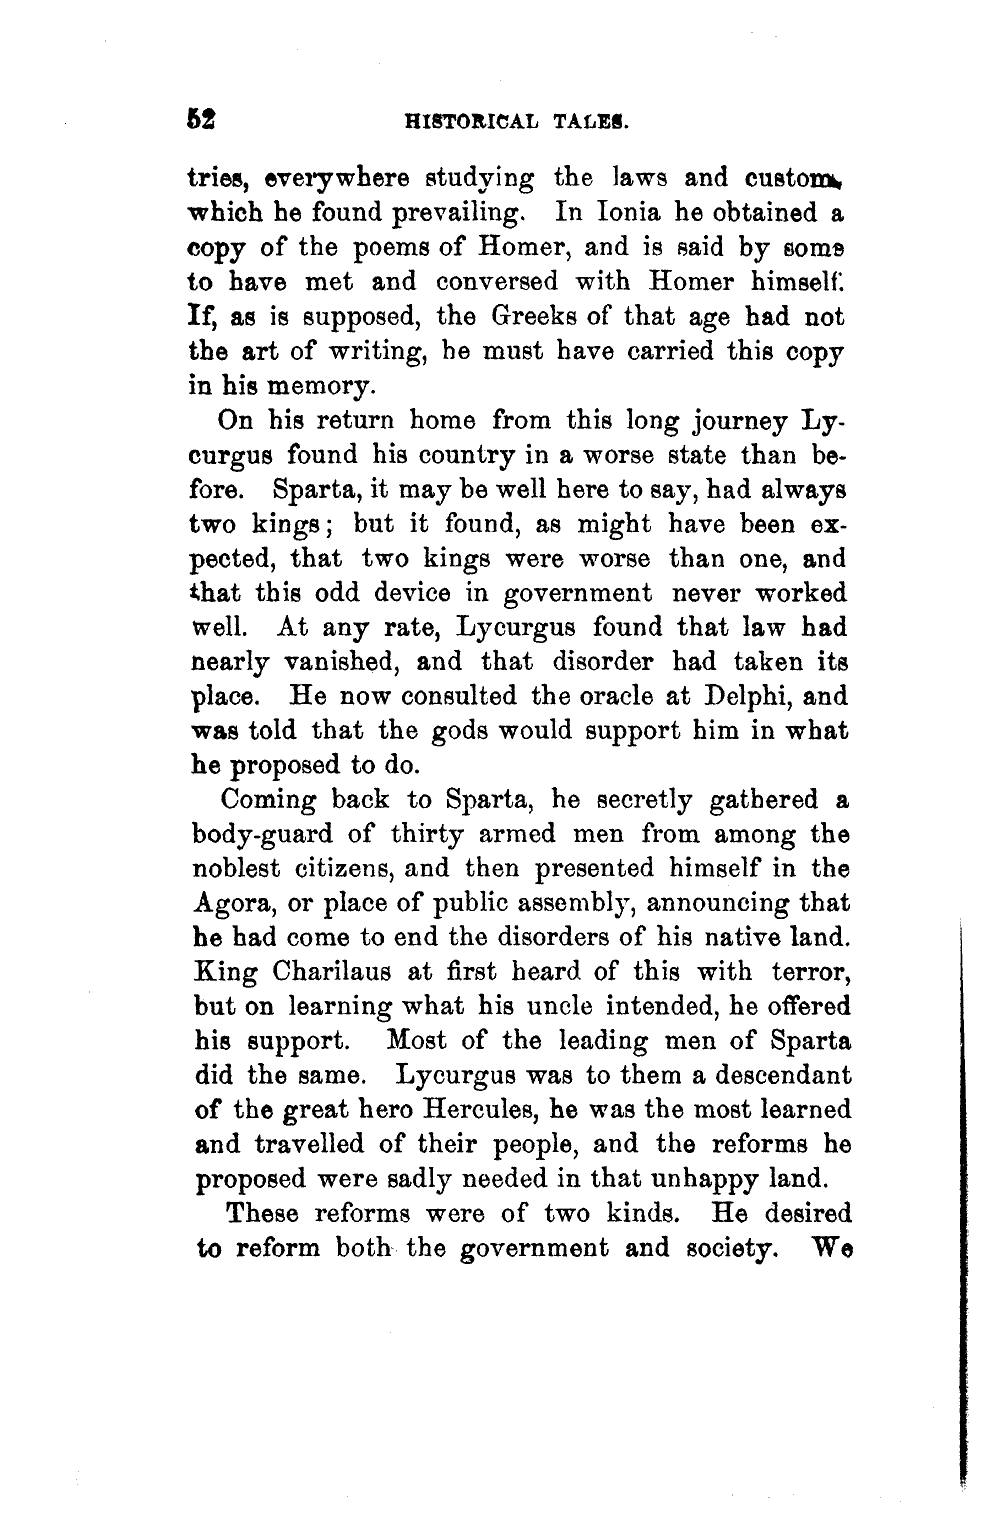 52 HISTORICAL TALES.
tries, everywhere studying the laws and customs
which he found prevailing. In Ionia he obtained a
copy of the poems of Homer, and is said by some
to have met and conversed with Homer himself.
If, as is supposed, the Greeks of that age had not
the art of writing, he must have carried this copy
in his memory.
On his return home from this long journey Ly-
curgus found his country in a worse state than be-
fore. Sparta, it may be well here to say, had always
two kings; but it found, as might have been ex-
pected, that two kings were worse than one, and
that this odd device in government never worked
well. At any rate, Lycurgus found that law had
nearly vanished, and that disorder had taken its
place. He now consulted the oracle at Delphi, and
was told that the gods would support him in what
he proposed to do.
Coming back to Sparta, he secretly gathered a
body-guard of thirty armed men from among the
noblest citizens, and then presented himself in the
Agora, or place of public assembly, announcing that
he had come to end the disorders of his native land.
King Charilaus at first heard of this with terror,
but on learning what his uncle intended, he offered
his support. Most of the leading men of Sparta
did the same. Lycurgus was to them a descendant
of the great hero Hercules, he was the most learned
and travelled of their people, and the reforms he
proposed were sadly needed in that unhappy land.
These reforms were of two kinds. He desired
to reform both the government and society. We